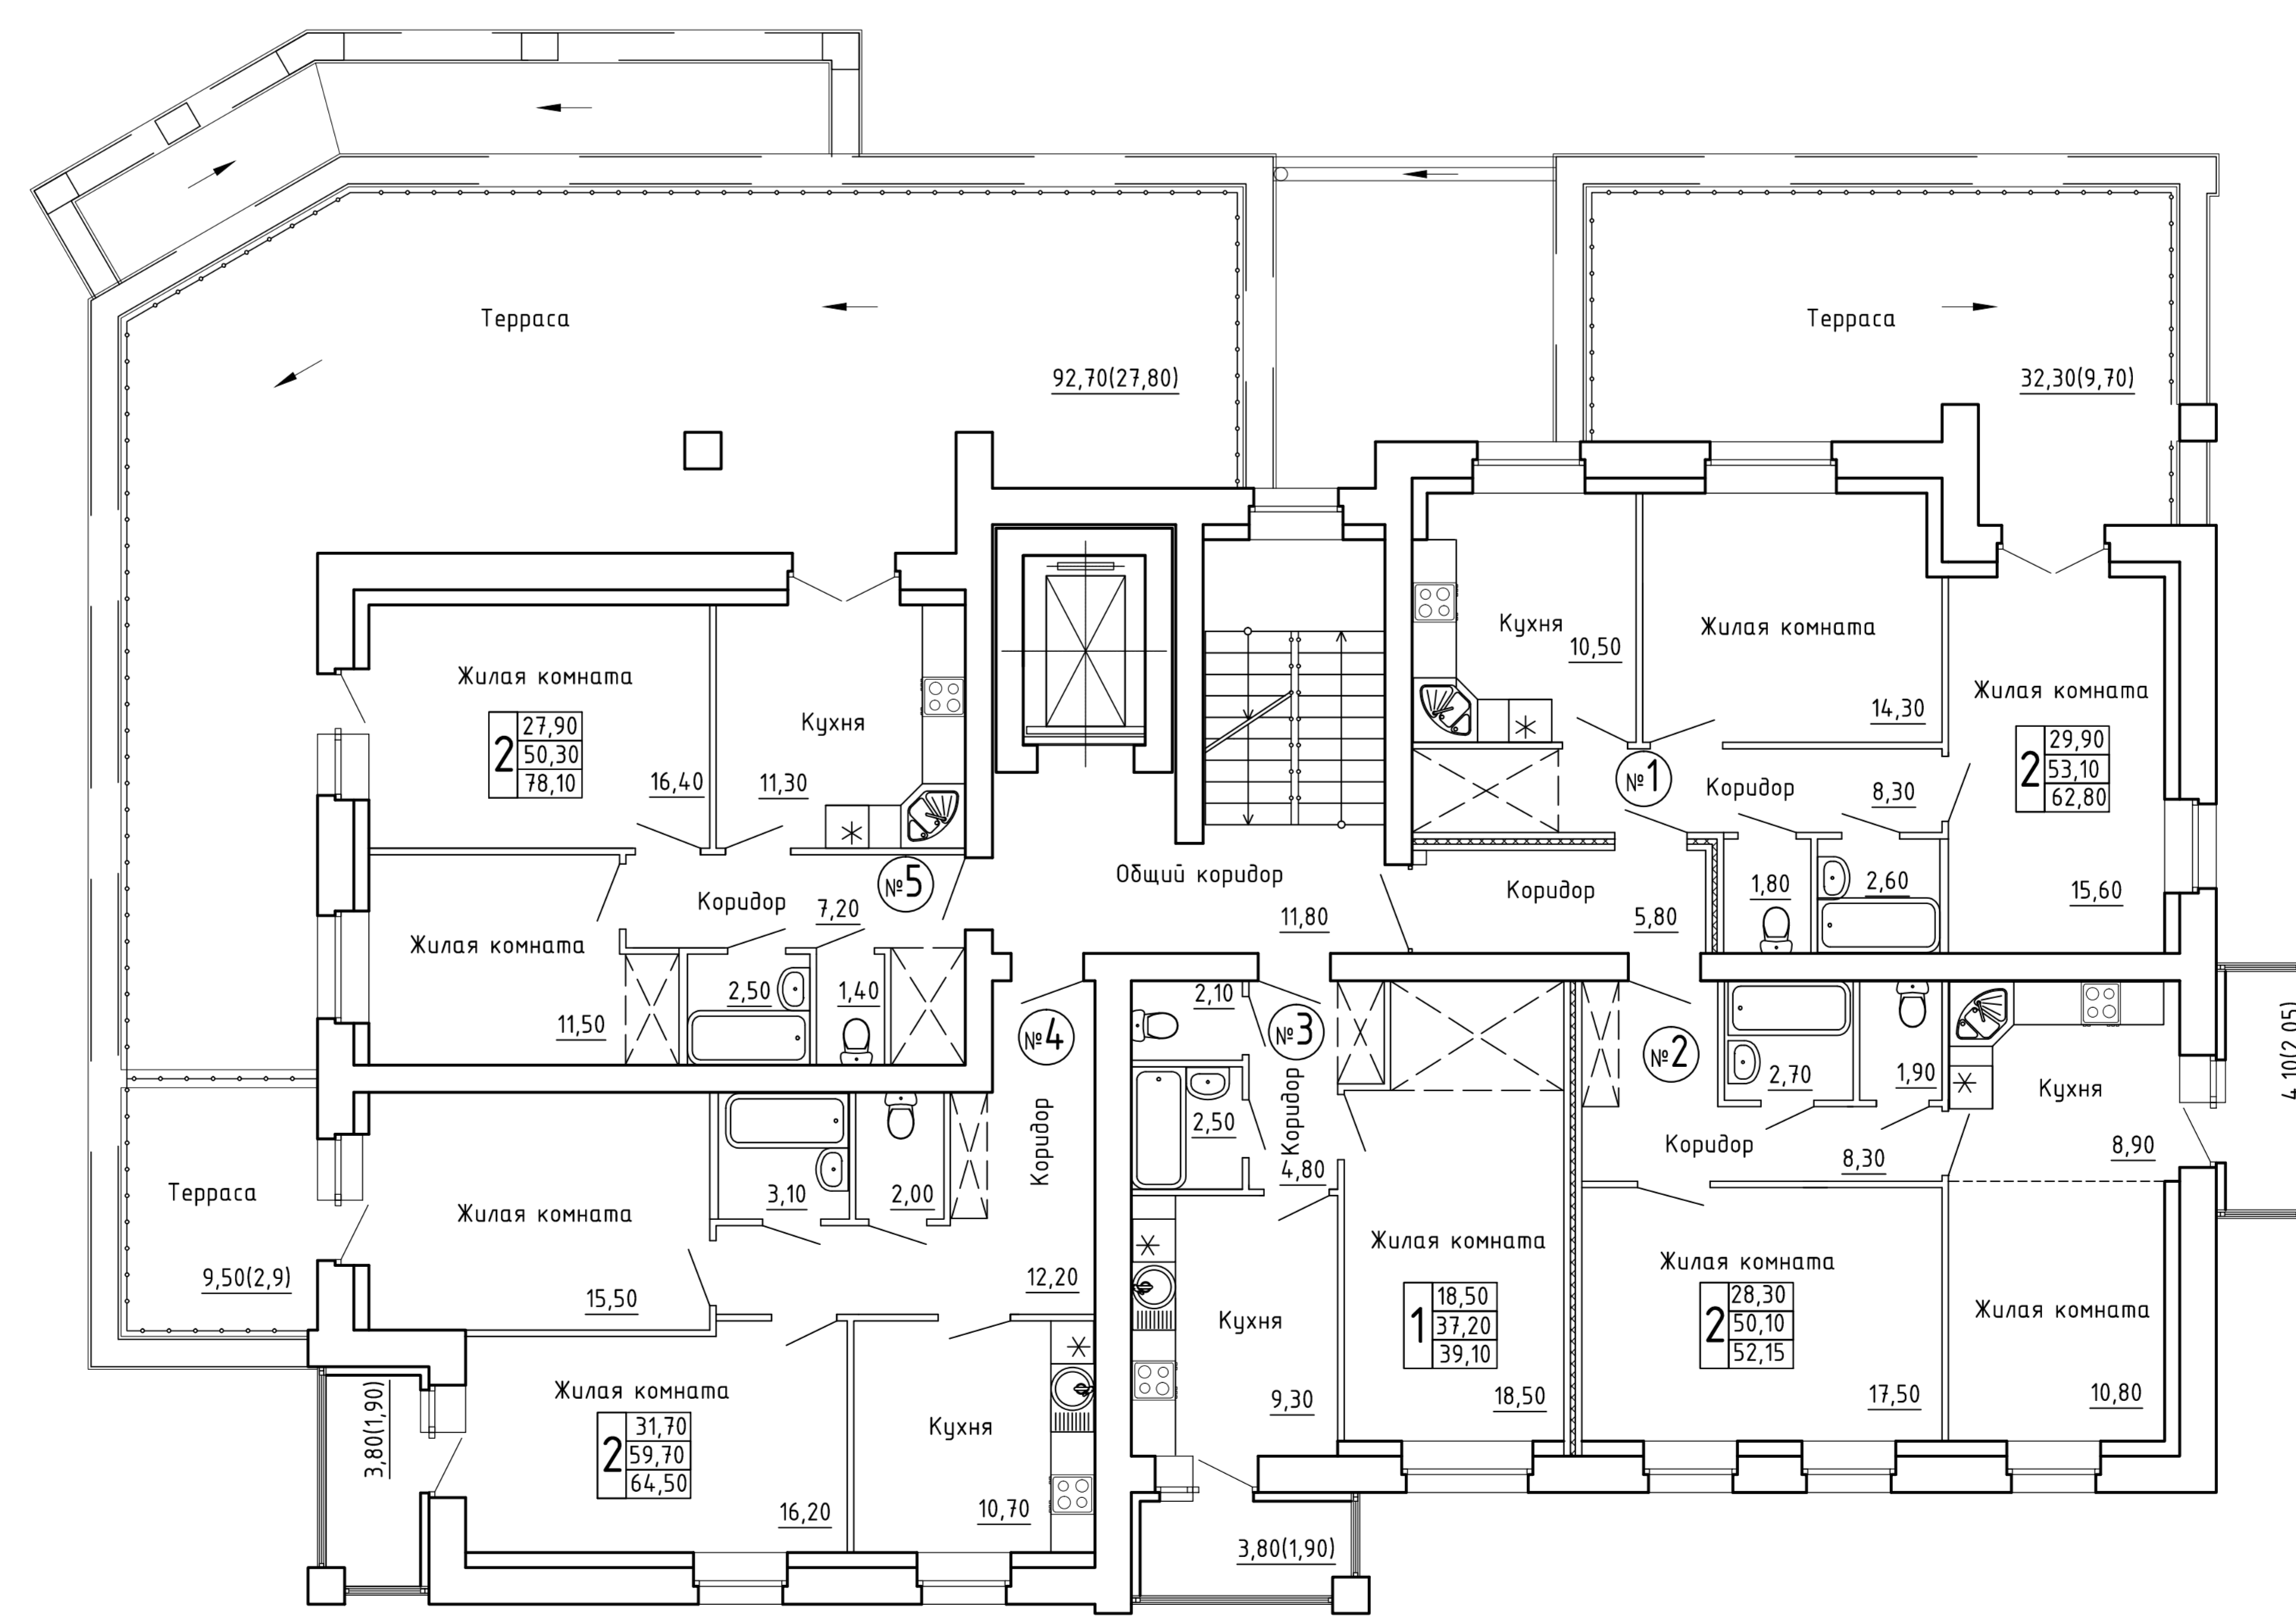 Терраса
92,70(27,80)
Терраса
32,30(9,70)
Жилая комната
2
27,90
50,30
78,10
16,40
Кухня
11,30
Кухня
10,50
Жилая комната
14,30
Жилая комната
2
29,90
53,10
62,80
15,60
№1
Коридор
8,30
1,80
2,60
Общий коридор
11,80
Коридор
5,80
№5
Коридор
7,20
Жилая комната
11,50
2,50
1,40
№4
Коридор
12,20
2,10
№3
Коридор
4,80
2,50
№2
2,70
1,90
Коридор
8,30
Кухня
8,90
4,10(2,05)
Терраса
9,50(2,9)
Жилая комната
15,50
3,10
2,00
3,80(1,90)
Жилая комната
2
31,70
59,70
64,50
16,20
Кухня
10,70
Кухня
9,30
3,80(1,90)
Жилая комната
1
18,50
37,20
39,10
18,50
Жилая комната
2
28,30
50,10
52,15
17,50
Жилая комната
10,80